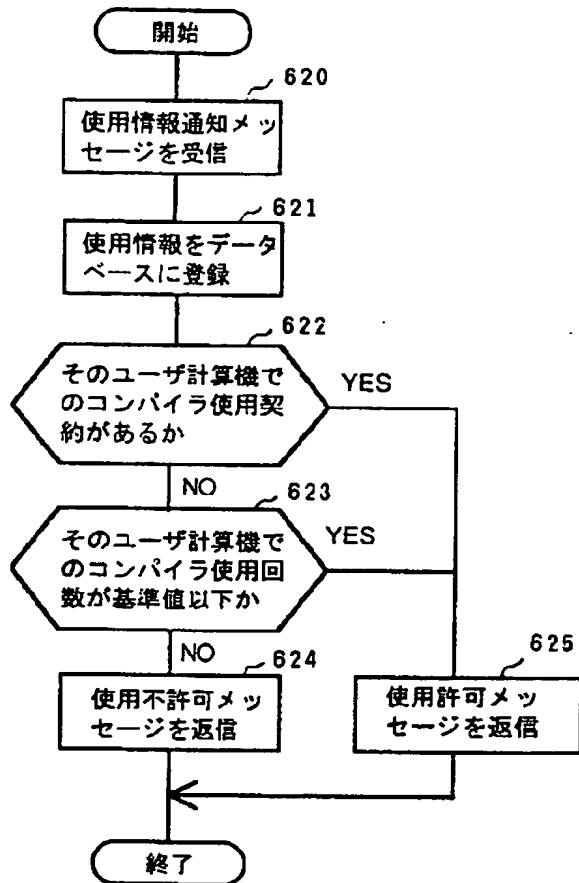 開始
620
使用情報通知メッ
セージを受信
621
使用情報をデータ
ベースに登録
622
そのユーザ計算機で
のコンパイラ使用契
約があるか
YES
NO
623
そのユーザ計算機で
のコンパイラ使用回
数が基準値以下か
YES
NO
624
使用不許可メッ
セージを返信
625
使用許可メッ
セージを返信
終了